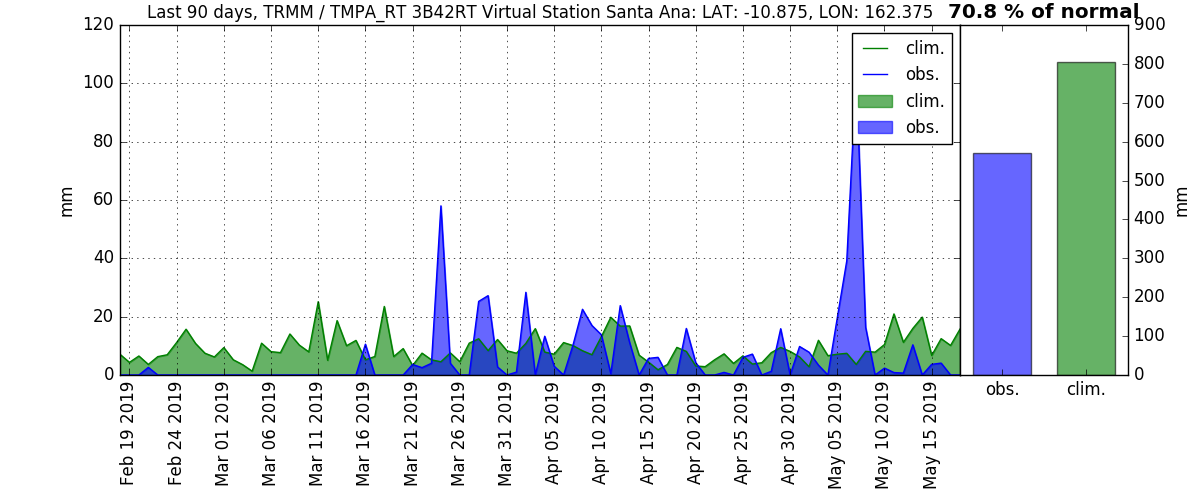 Last 90 days, TRMM / TMPA_RT 3B42RT Virtual Station Santa Ana: LAT: -10.875, LON: 162.375
70.8 % of normal
120
100
80
60
40
20
0
mm
clim.
obs.
clim.
obs.
Feb 19 2019
Feb 24 2019
Mar 01 2019
Mar 06 2019
Mar 11 2019
Mar 16 2019
Mar 21 2019
Mar 26 2019
Mar 31 2019
Apr 05 2019
Apr 10 2019
Apr 15 2019
Apr 20 2019
Apr 25 2019
Apr 30 2019
May 05 2019
May 10 2019
May 15 2019
900
800
700
600
500
400
300
200
100
0
mm
obs.
clim.